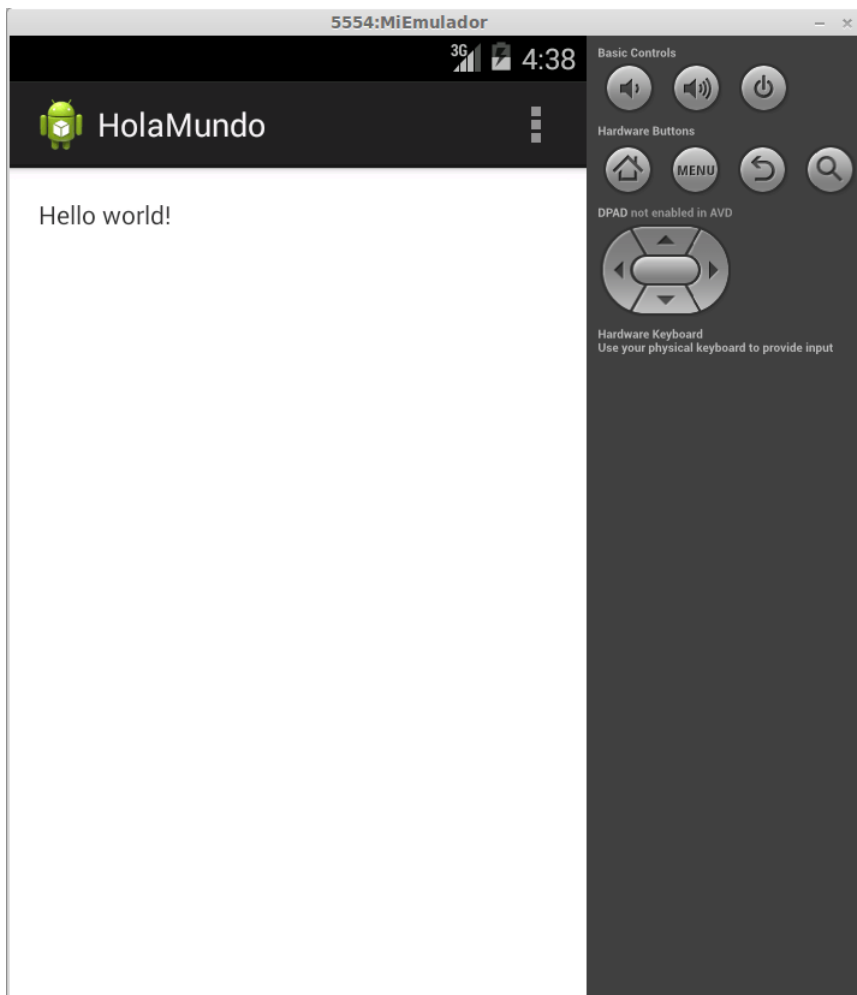 5554:MiEmulador
3G 4:38
HolaMundo
Hello world!
Basic Controls
Hardware Buttons
MENU
DPAD not enabled in AVD
Hardware Keyboard
Use your physical keyboard to provide input